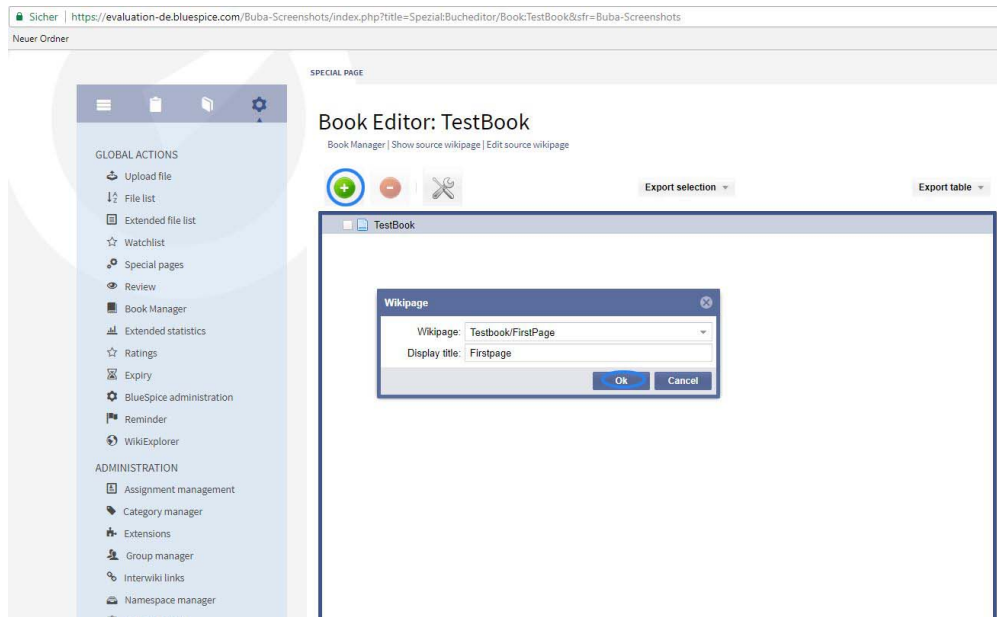 Sicher | https://evaluation-de.bluespice.com/Buba-Screenshots/index.php?title=Spezial:Bucheditor/Book:TestBook&sfr=Buba-Screenshots
Neuer Ordner
SPECIAL PAGE
Book Editor: TestBook
Book Manager | Show source wikipage | Edit source wikipage
Export selection
Export table
TestBook
Wikipage
Wikipage: Testbook/FirstPage
Display title: Firstpage
Ok Cancel
GLOBAL ACTIONS
Upload file
File list
Extended file list
Watchlist
Special pages
Review
Book Manager
Extended statistics
Ratings
Expiry
BlueSpice administration
Reminder
WikiExplorer
ADMINISTRATION
Assignment management
Category manager
Extensions
Group manager
Interwiki links
Namespace manager